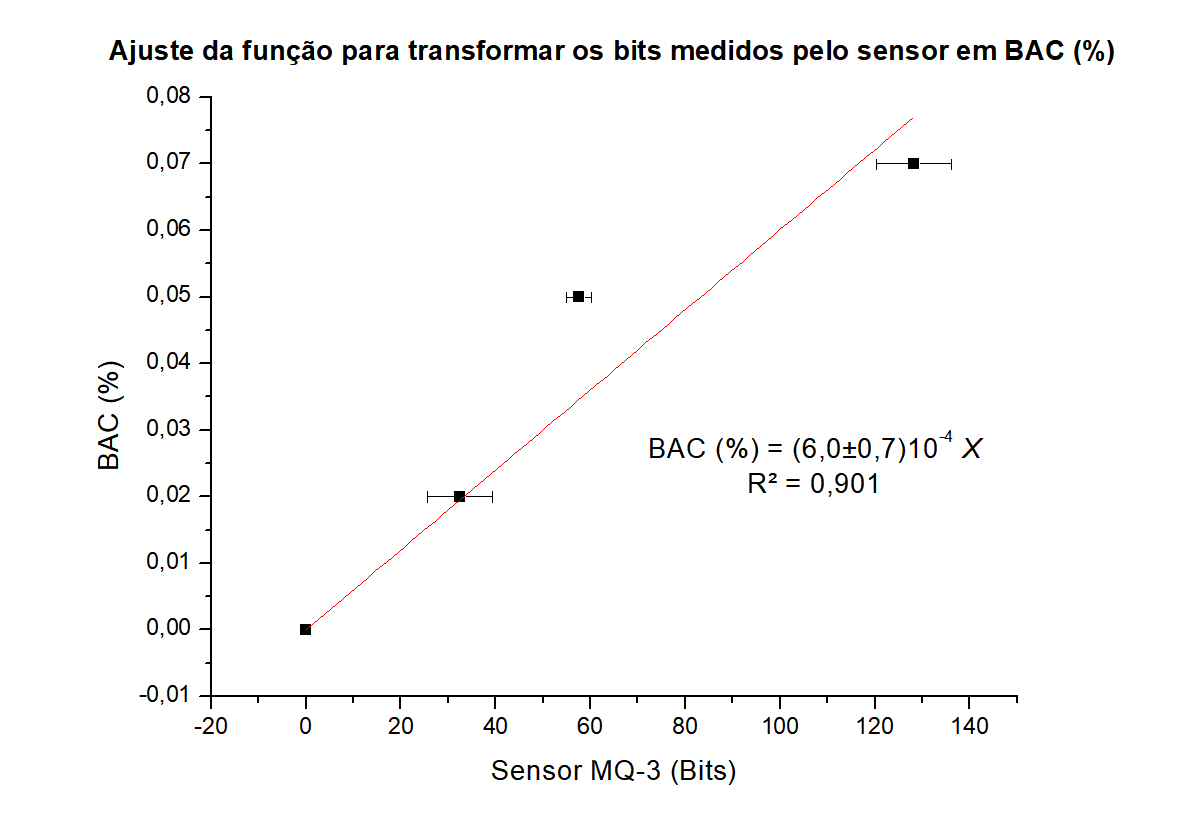 Ajuste da função para transformar os bits medidos pelo sensor em BAC (%)
0,08
0,07
0,06
0,05
0,04
0,03
0,02
0,01
0,00
-0,01
BAC (%)
BAC (%) = (6,0±0,7)10⁻⁴ X
R² = 0,901
-20 0 20 40 60 80 100 120 140
Sensor MQ-3 (Bits)